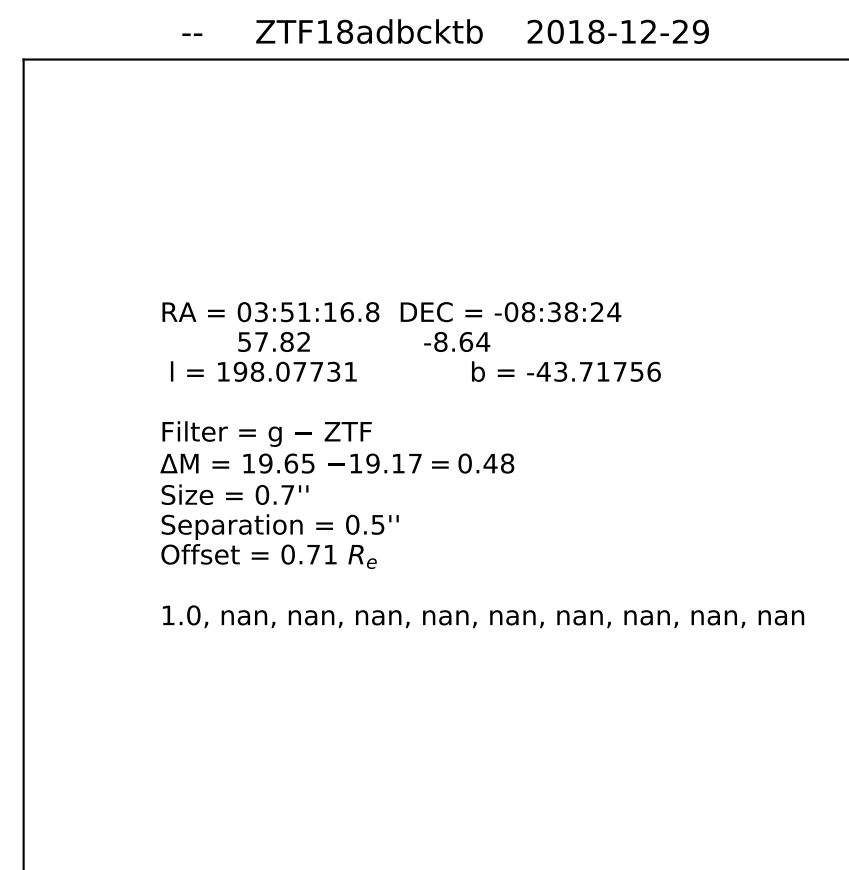 -- ZTF18adbcktb 2018-12-29
RA = 03:51:16.8 DEC = -08:38:24
57.82 -8.64
l = 198.07731 b = -43.71756
Filter = g − ZTF
ΔM = 19.65 −19.17 = 0.48
Size = 0.7''
Separation = 0.5''
Offset = 0.71 Re
1.0, nan, nan, nan, nan, nan, nan, nan, nan, nan